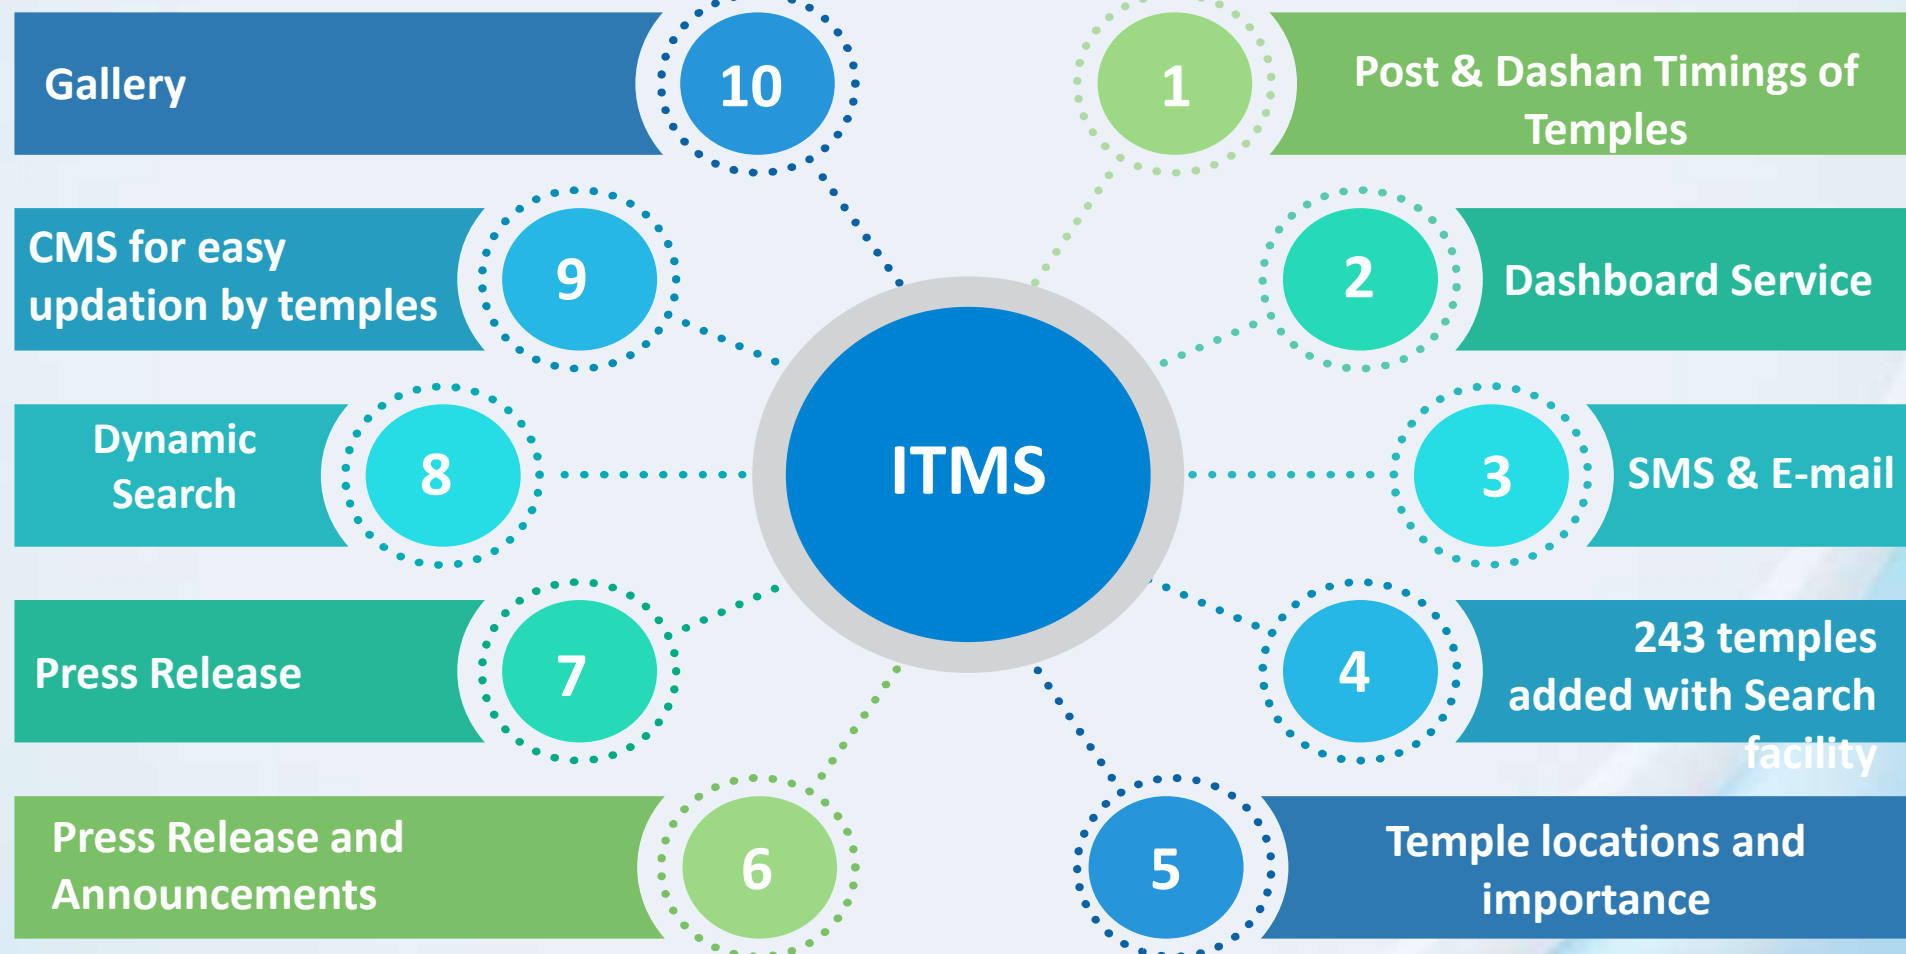 Gallery
10
1
Post & Dashan Timings of
Temples
CMS for easy
updation by temples
9
2
Dashboard Service
Dynamic
Search
8
ITMS
3
SMS & E-mail
Press Release
7
4
243 temples
added with Search
facility
Press Release and
Announcements
6
5
Temple locations and
importance